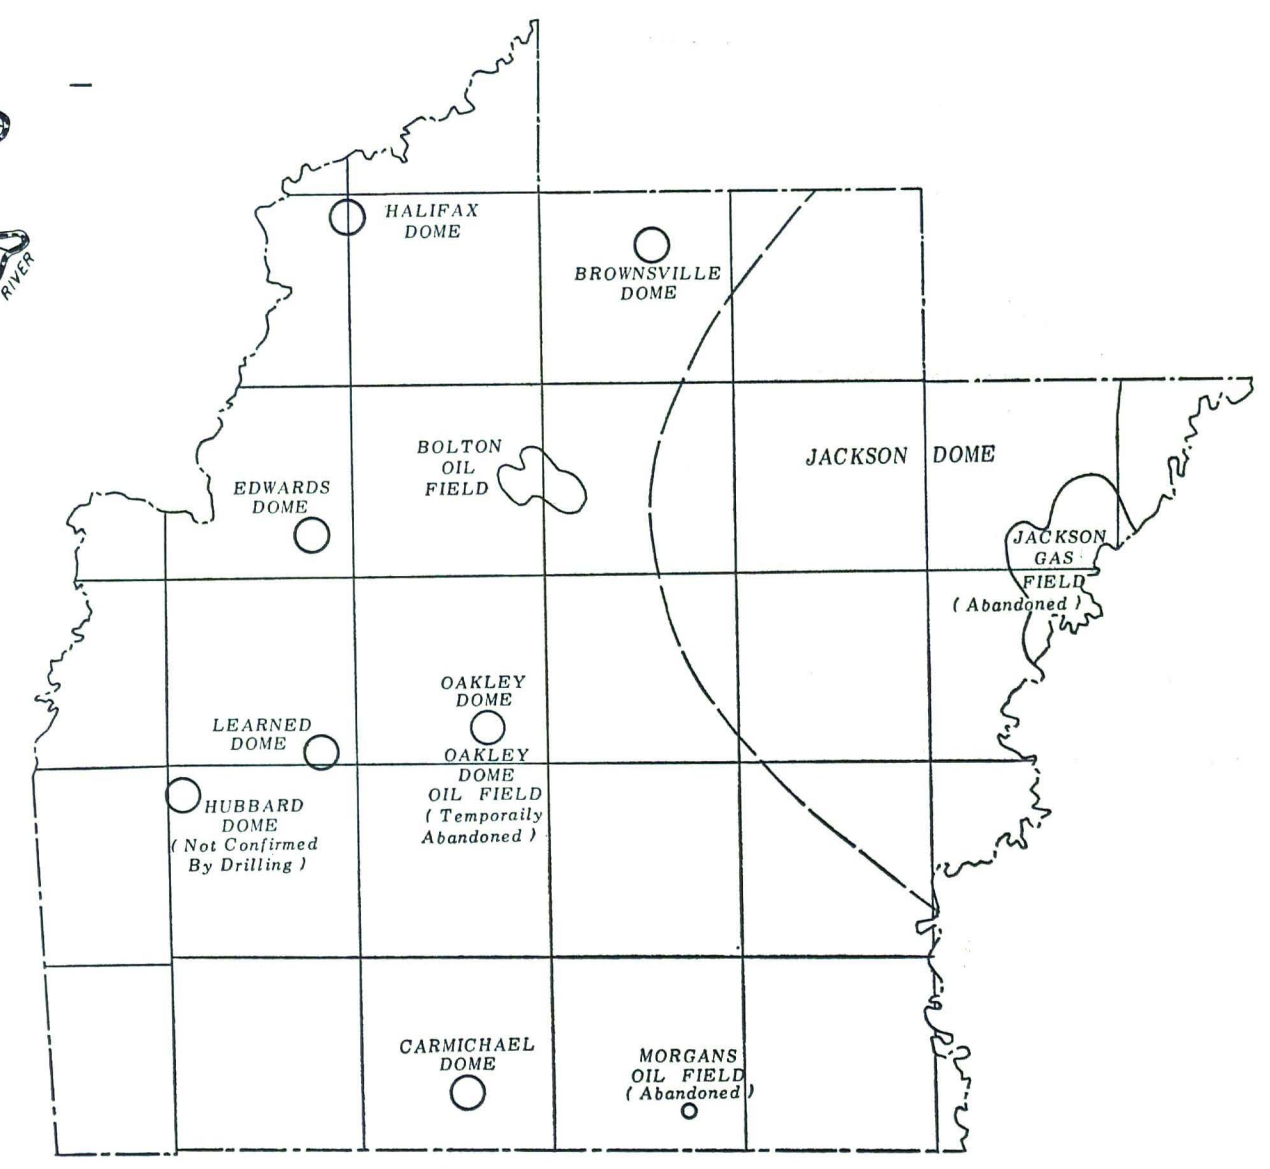 RIVER
HALIFAX
DOME
BROWNSVILLE
DOME
BOLTON
OIL
FIELD
JACKSON DOME
EDWARDS
DOME
JACKSON
GAS
FIELD
( Abandoned )
OAKLEY
DOME
LEARNED
DOME
OAKLEY
DOME
OIL FIELD
( Temporaily
Abandoned )
HUBBARD
DOME
( Not Confirmed
By Drilling )
CARMICHAEL
DOME
MORGANS
OIL FIELD
( Abandoned )